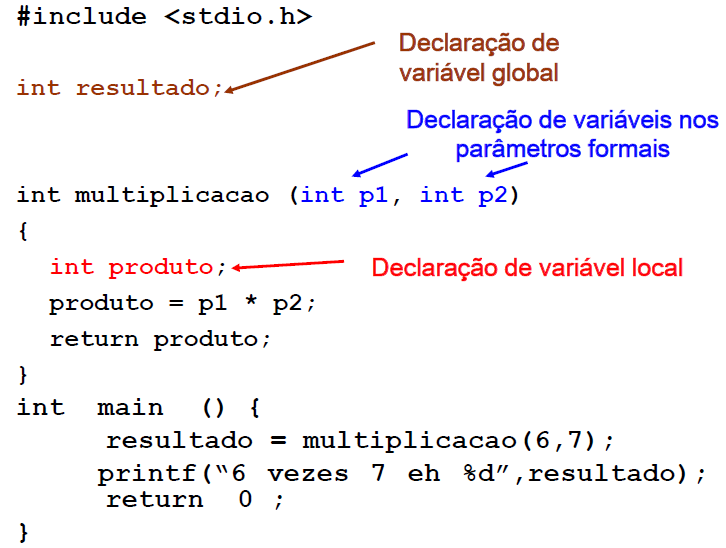 #include <stdio.h>
Declaração de
variável global
int resultado;
Declaração de variáveis nos
parâmetros formais
int multiplicacao (int p1, int p2)
{
int produto;
Declaração de variável local
produto = p1 * p2;
return produto;
}
int main () {
resultado = multiplicacao(6,7);
printf(“6 vezes 7 eh %d”,resultado);
return 0 ;
}